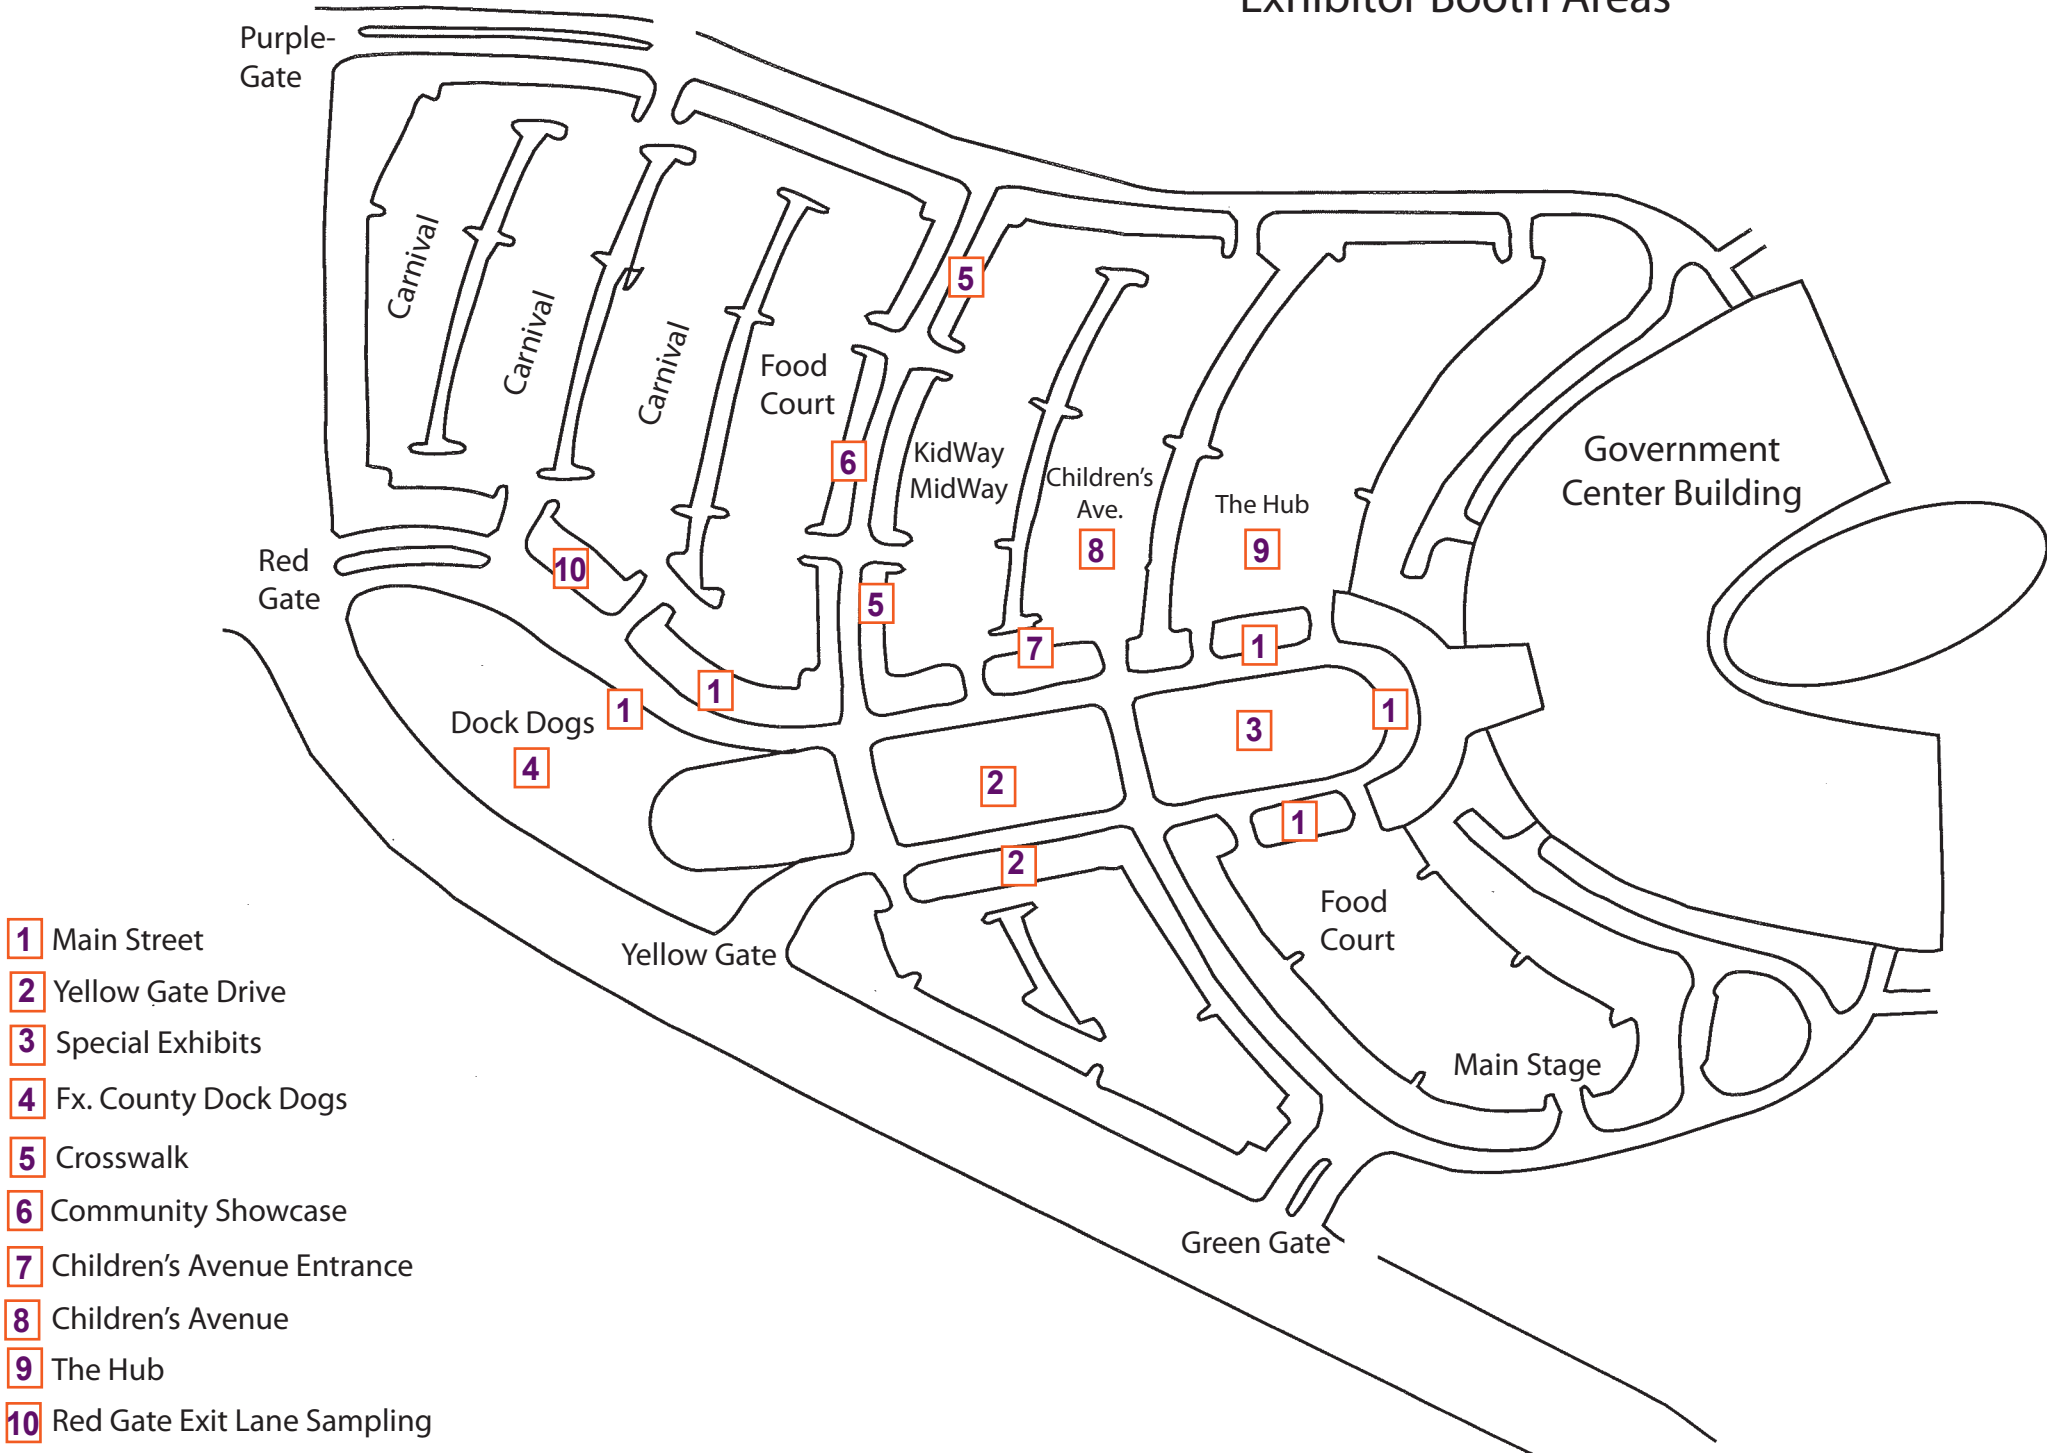 Exhibitor Booth Areas
Purple-
Gate
Carnival
Carnival
Carnival
5
Food
Court
6
KidWay
MidWay
Children's
Ave.
8
The Hub
9
Government
Center Building
Red
Gate
10
5
7
1
1
1
1
Dock Dogs
4
3
2
1
2
Food
Court
Yellow Gate
Main Stage
Green Gate
1 Main Street
2 Yellow Gate Drive
3 Special Exhibits
4 Fx. County Dock Dogs
5 Crosswalk
6 Community Showcase
7 Children's Avenue Entrance
8 Children's Avenue
9 The Hub
10 Red Gate Exit Lane Sampling